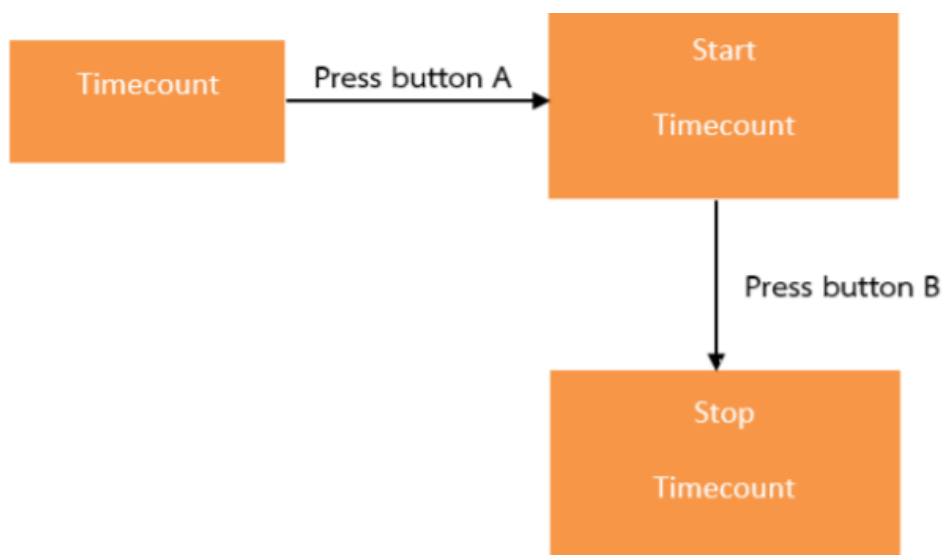 Timecount
Press button A
Start
Timecount
Press button B
Stop
Timecount